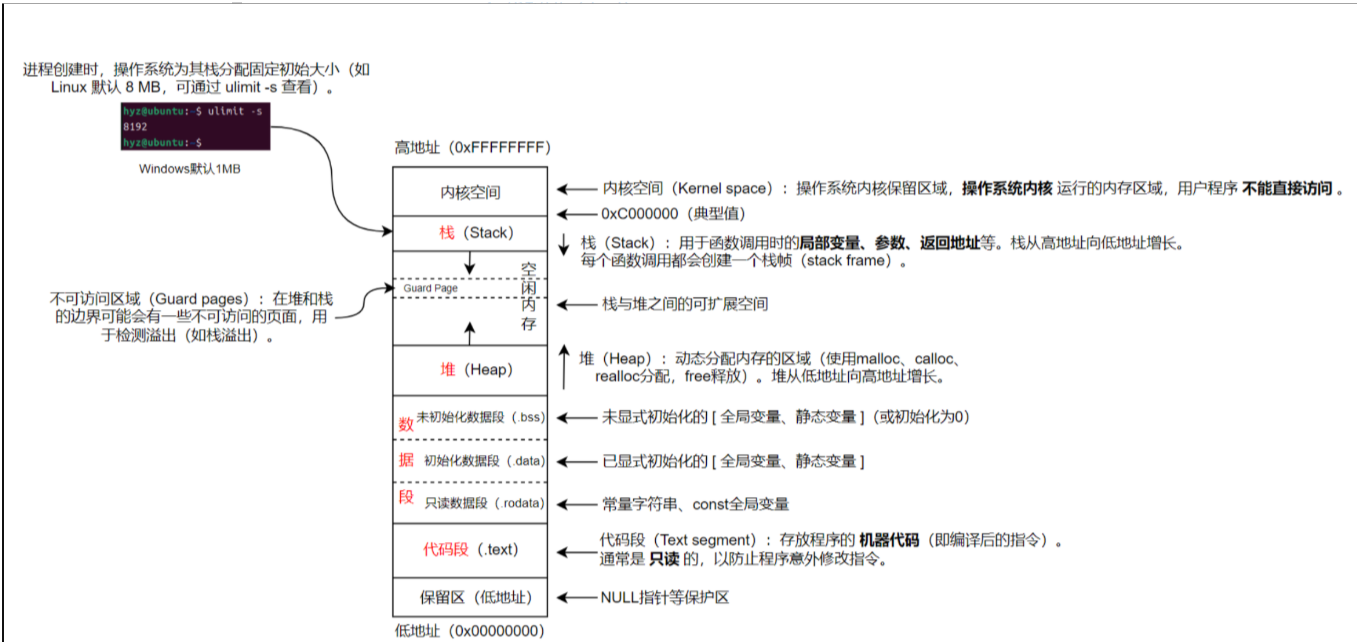 进程创建时，操作系统为其栈分配固定初始大小（如
Linux 默认 8 MB，可通过 ulimit -s 查看）。
hyz@ubuntu:~$ ulimit -s
8192
hyz@ubuntu:~$
Windows默认1MB
高地址（0xFFFFFFFF）
内核空间
内核空间（Kernel space）：操作系统内核保留区域，操作系统内核 运行的内存区域，用户程序 不能直接访问 。
0xC000000（典型值）
栈（Stack）
栈（Stack）：用于函数调用时的局部变量、参数、返回地址等。栈从高地址向低地址增长。
每个函数调用都会创建一个栈帧（stack frame）。
空闲内存
Guard Page
不可访问区域（Guard pages）：在堆和栈
的边界可能会有一些不可访问的页面，用
于检测溢出（如栈溢出）。
栈与堆之间的可扩展空间
堆（Heap）
堆（Heap）：动态分配内存的区域（使用malloc、calloc、
realloc分配，free释放）。堆从低地址向高地址增长。
数据段
未初始化数据段（.bss）
未显式初始化的 [ 全局变量、静态变量 ]（或初始化为0）
初始化数据段（.data）
已显式初始化的 [ 全局变量、静态变量 ]
只读数据段（.rodata）
常量字符串、const全局变量
代码段（.text）
代码段（Text segment）：存放程序的 机器代码（即编译后的指令）。
通常是 只读 的，以防止程序意外修改指令。
保留区（低地址）
NULL指针等保护区
低地址（0x00000000）